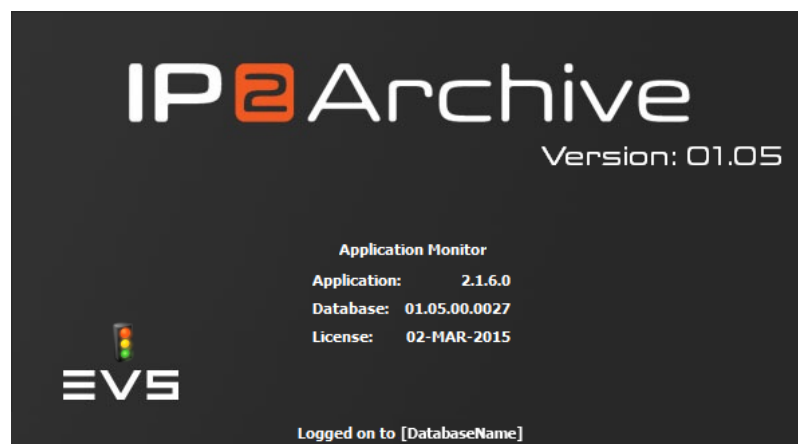 IP2Archive
Version: 01.05
Application Monitor
Application: 2.1.6.0
Database: 01.05.00.0027
License: 02-MAR-2015
EVS
Logged on to [DatabaseName]